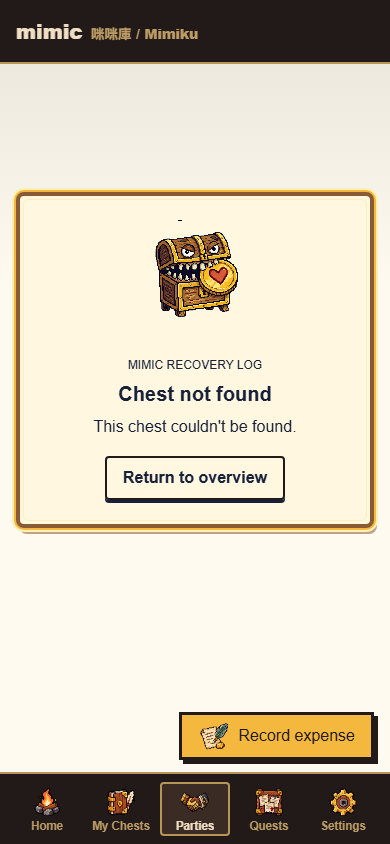 mimic 咪咪庫 / Mimiku
MIMIC RECOVERY LOG
Chest not found
This chest couldn't be found.
Return to overview
Record expense
Home
My Chests
Parties
Quests
Settings